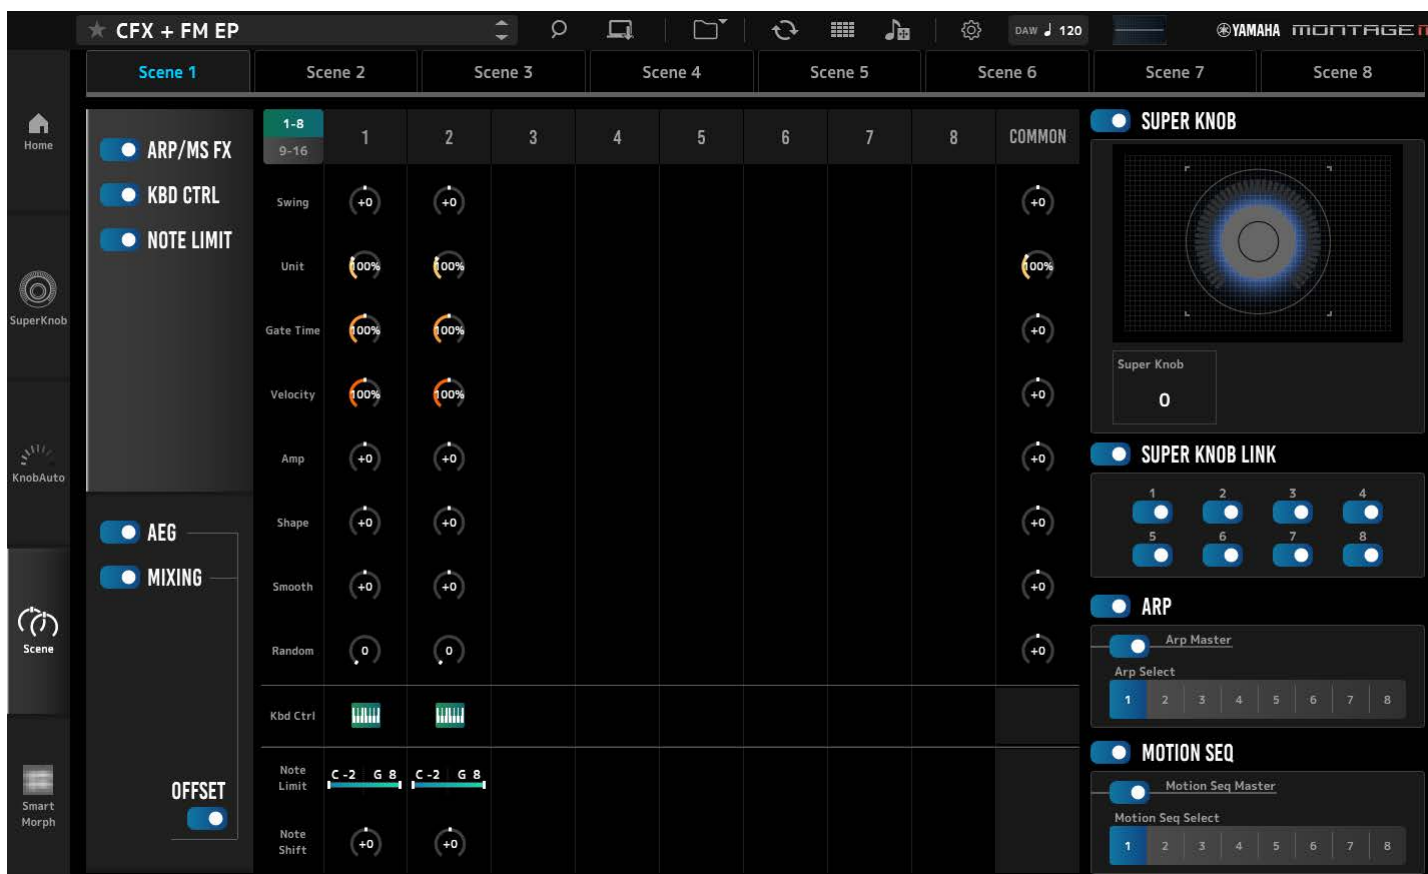 CFX + FM EP
DAW ♩ 120
YAMAHA MONTAGE M
Scene 1 Scene 2 Scene 3 Scene 4 Scene 5 Scene 6 Scene 7 Scene 8
Home
SuperKnob
KnobAuto
Scene
Smart
Morph
ARP/MS FX
KBD CTRL
NOTE LIMIT
AEG
MIXING
OFFSET
1-8
9-16
1 2 3 4 5 6 7 8 COMMON
Swing +0 +0 +0
Unit 100% 100% 100%
Gate Time 100% 100% +0
Velocity 100% 100% +0
Amp +0 +0 +0
Shape +0 +0 +0
Smooth +0 +0 +0
Random 0 0 +0
Kbd Ctrl
Note
Limit
C -2 G 8 C -2 G 8
Note
Shift
+0 +0
SUPER KNOB
Super Knob
0
SUPER KNOB LINK
1 2 3 4
5 6 7 8
ARP
Arp Master
Arp Select
1 2 3 4 5 6 7 8
MOTION SEQ
Motion Seq Master
Motion Seq Select
1 2 3 4 5 6 7 8